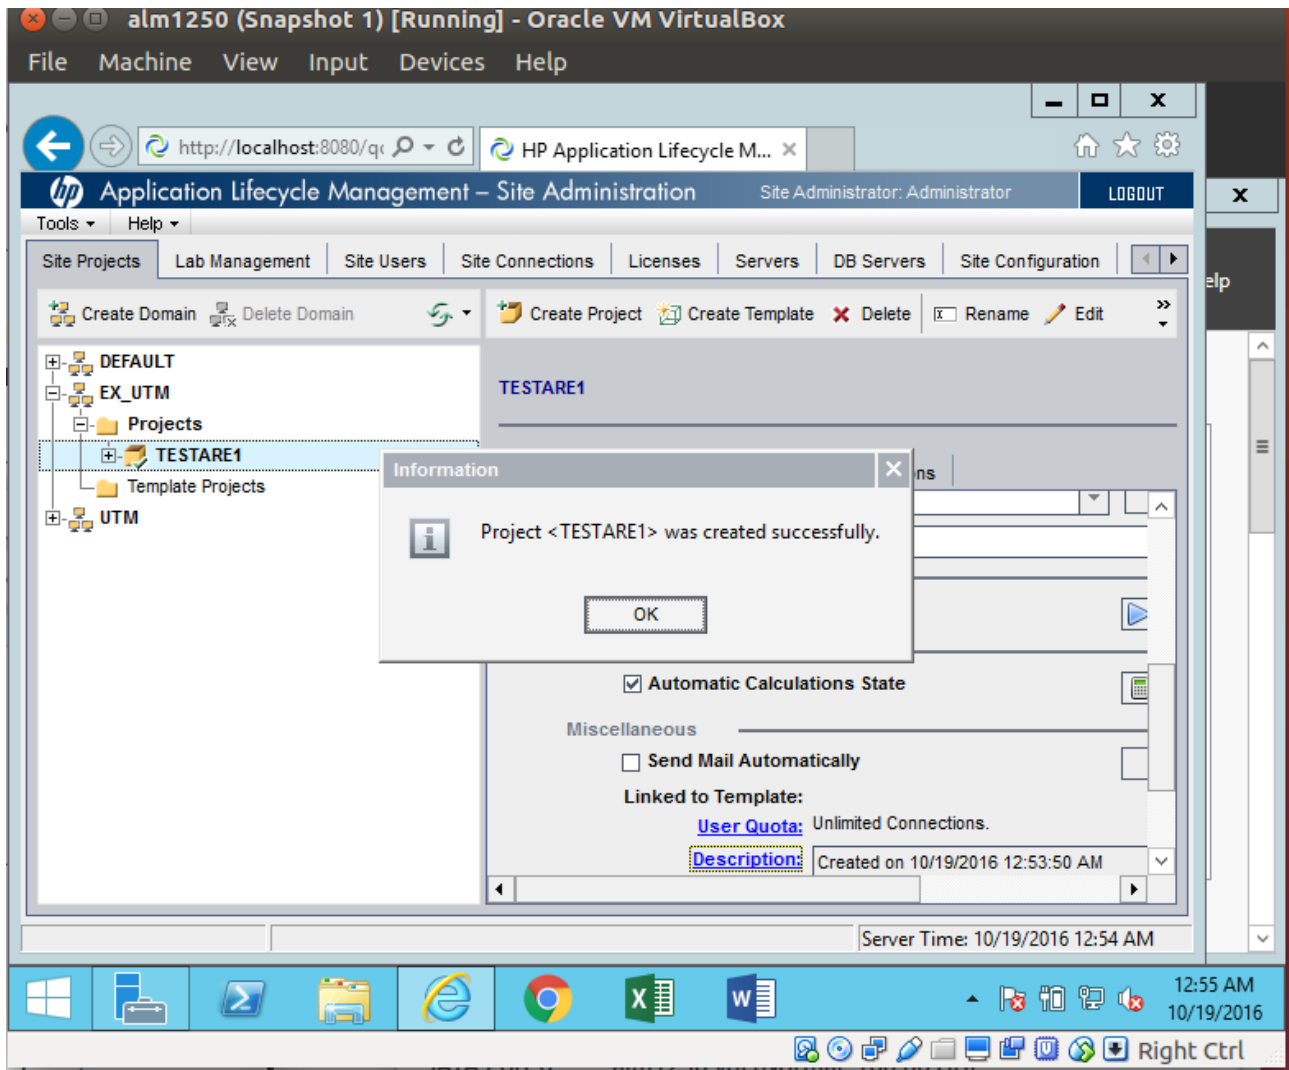 alm1250 (Snapshot 1) [Running] - Oracle VM VirtualBox
File Machine View Input Devices Help
http://localhost:8080/qc HP Application Lifecycle M...
hp Application Lifecycle Management – Site Administration Site Administrator: Administrator LOGOUT
Tools Help
Site Projects Lab Management Site Users Site Connections Licenses Servers DB Servers Site Configuration
elp
Create Domain Delete Domain Create Project Create Template Delete Rename Edit
DEFAULT
EX_UTM
TESTARE1
Projects
TESTARE1
Information
ns
Template Projects
UTM
Project <TESTARE1> was created successfully.
OK
Automatic Calculations State
Miscellaneous
Send Mail Automatically
Linked to Template:
User Quota: Unlimited Connections.
Description: Created on 10/19/2016 12:53:50 AM
Server Time: 10/19/2016 12:54 AM
12:55 AM
10/19/2016
Right Ctrl